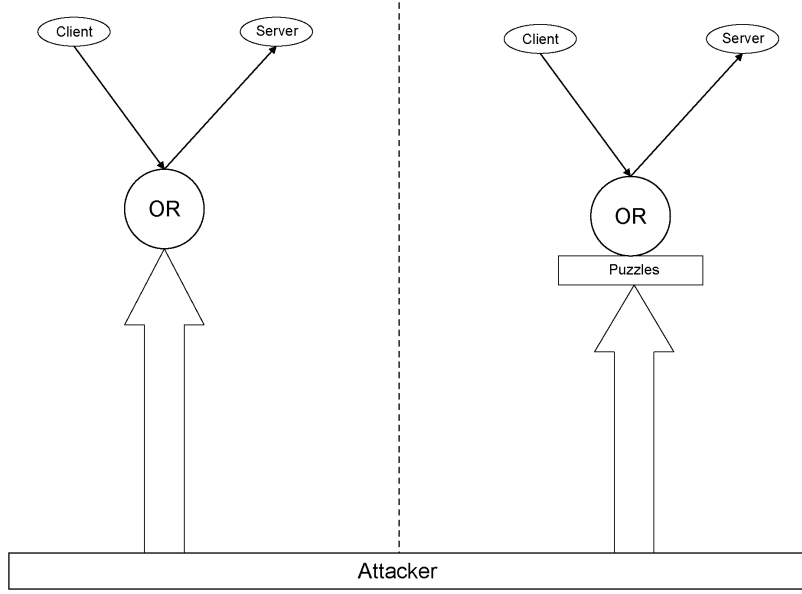 Client
Server
OR
Client
Server
OR
Puzzles
Attacker